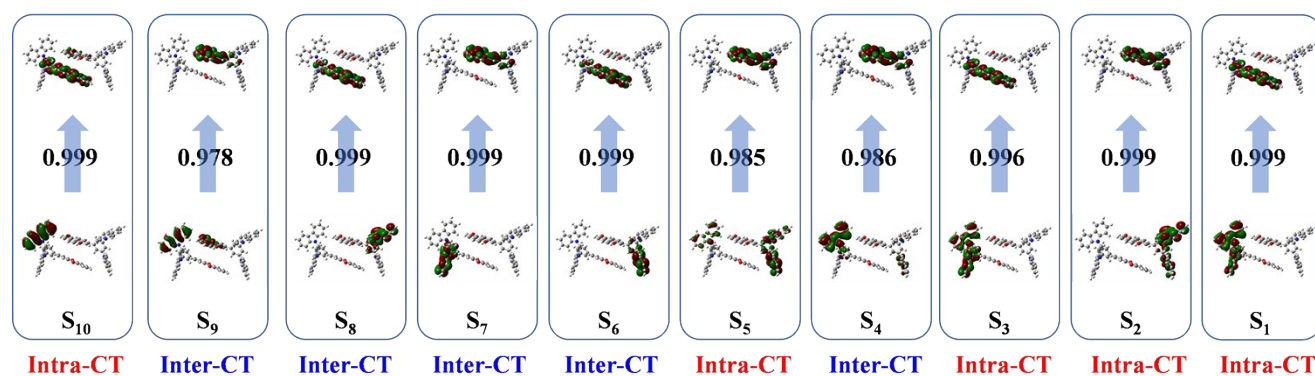 0.999 0.978 0.999 0.999 0.999 0.985 0.986 0.996 0.999 0.999
S₁₀ S₉ S₈ S₇ S₆ S₅ S₄ S₃ S₂ S₁
Intra-CT Inter-CT Inter-CT Inter-CT Inter-CT Intra-CT Inter-CT Intra-CT Intra-CT Intra-CT